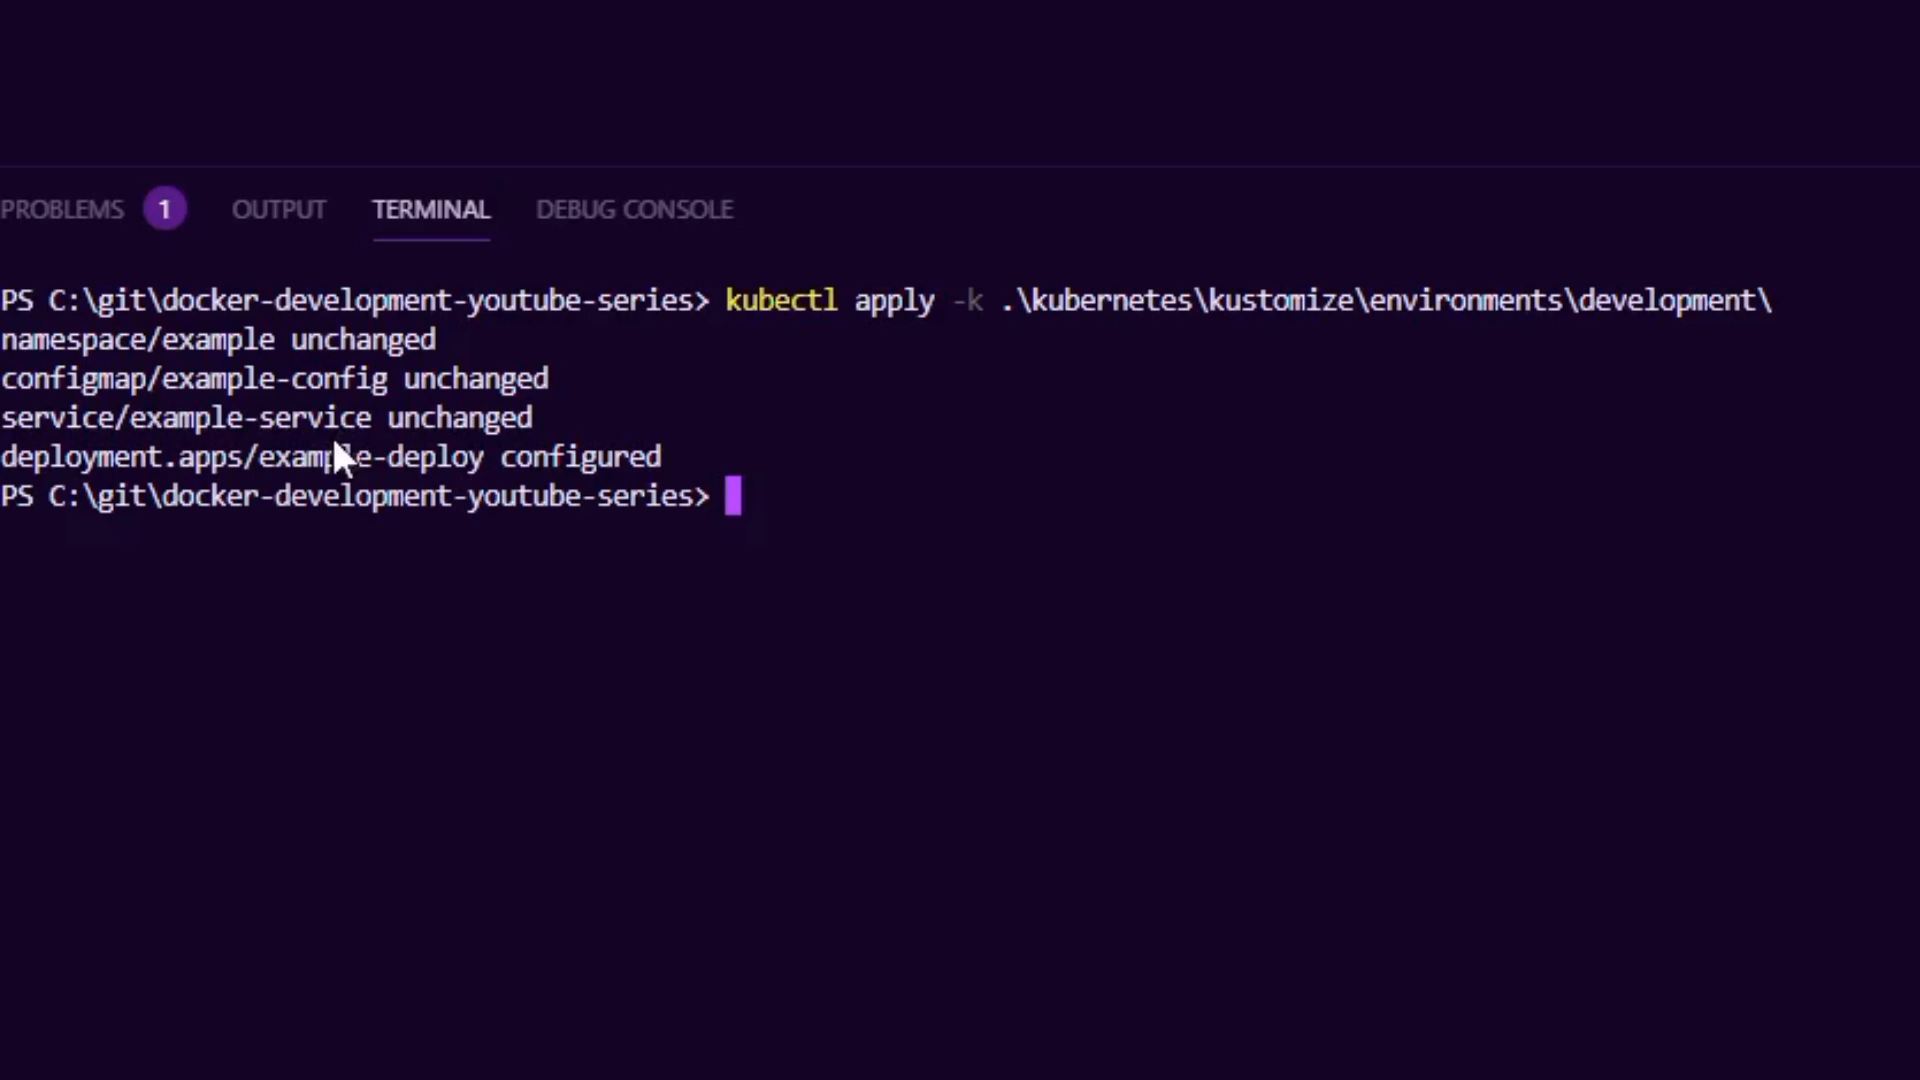 PROBLEMS 1 OUTPUT TERMINAL DEBUG CONSOLE
PS C:\git\docker-development-youtube-series> kubectl apply -k .\kubernetes\kustomize\environments\development\
namespace/example unchanged
configmap/example-config unchanged
service/example-service unchanged
deployment.apps/example-deploy configured
PS C:\git\docker-development-youtube-series>